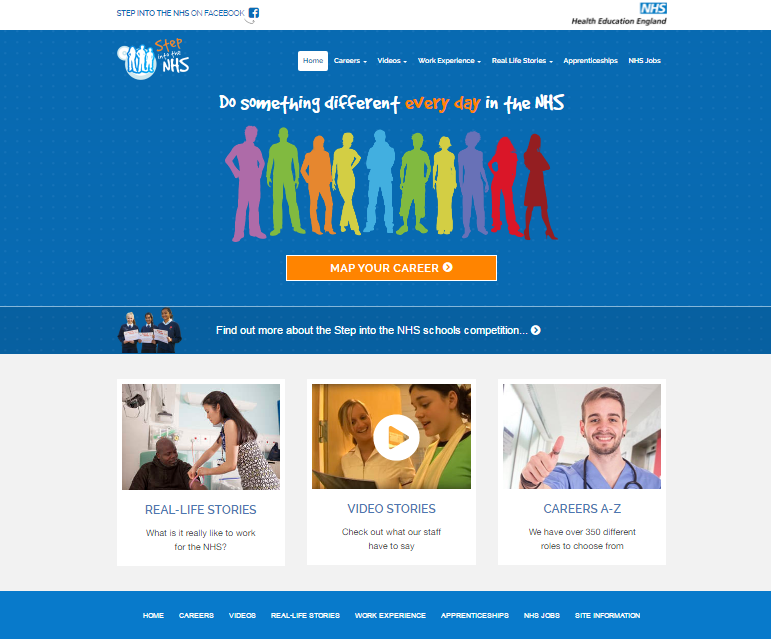 STEP INTO THE NHS ON FACEBOOK
NHS
Health Education England
Step
into the
NHS
Home Careers Videos Work Experience Real Life Stories Apprenticeships NHS Jobs
Do something different every day in the NHS
MAP YOUR CAREER
Find out more about the Step into the NHS schools competition...
REAL-LIFE STORIES
What is it really like to work
for the NHS?
VIDEO STORIES
Check out what our staff
have to say
CAREERS A-Z
We have over 350 different
roles to choose from
HOME CAREERS VIDEOS REAL-LIFE STORIES WORK EXPERIENCE APPRENTICESHIPS NHS JOBS SITE INFORMATION